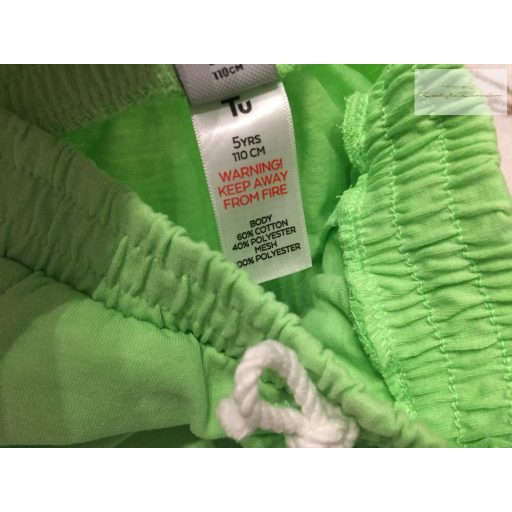 110CM
Tu
5YRS
110 CM
WARNING!
KEEP AWAY
FROM FIRE
BODY
60% COTTON
40% POLYESTER
MESH
100% POLYESTER